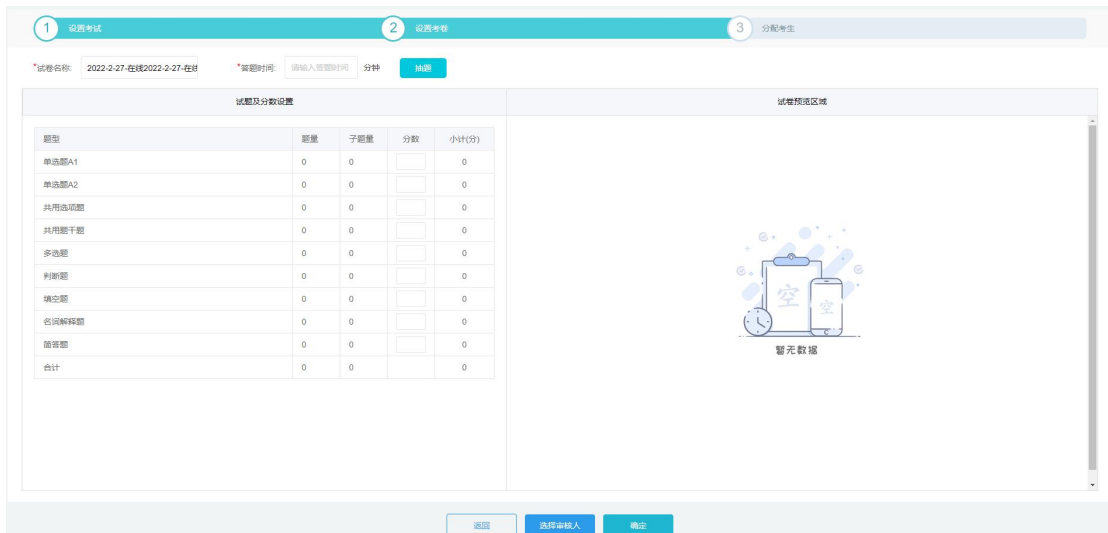 1 设置考试 2 设置考卷 3 分配考生
*试卷名称: 2022-2-27-在线2022-2-27-在线 *答题时间: 请输入答题时间 分钟 抽题
试题及分数设置 试卷预览区域
题型 题量 子题量 分数 小计(分)
单选题A1 0 0 0
单选题A2 0 0 0
共用选项题 0 0 0
共用题干题 0 0 0
多选题 0 0 0
判断题 0 0 0
填空题 0 0 0
名词解释题 0 0 0
简答题 0 0 0
合计 0 0 0
空 空
暂无数据
返回 选择审核人 确定